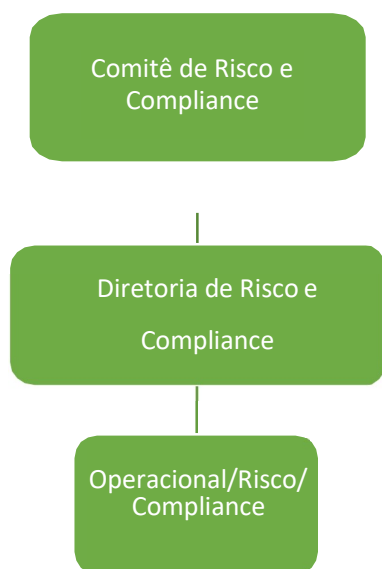 Comitê de Risco e
Compliance
Diretoria de Risco e
Compliance
Operacional/Risco/
Compliance